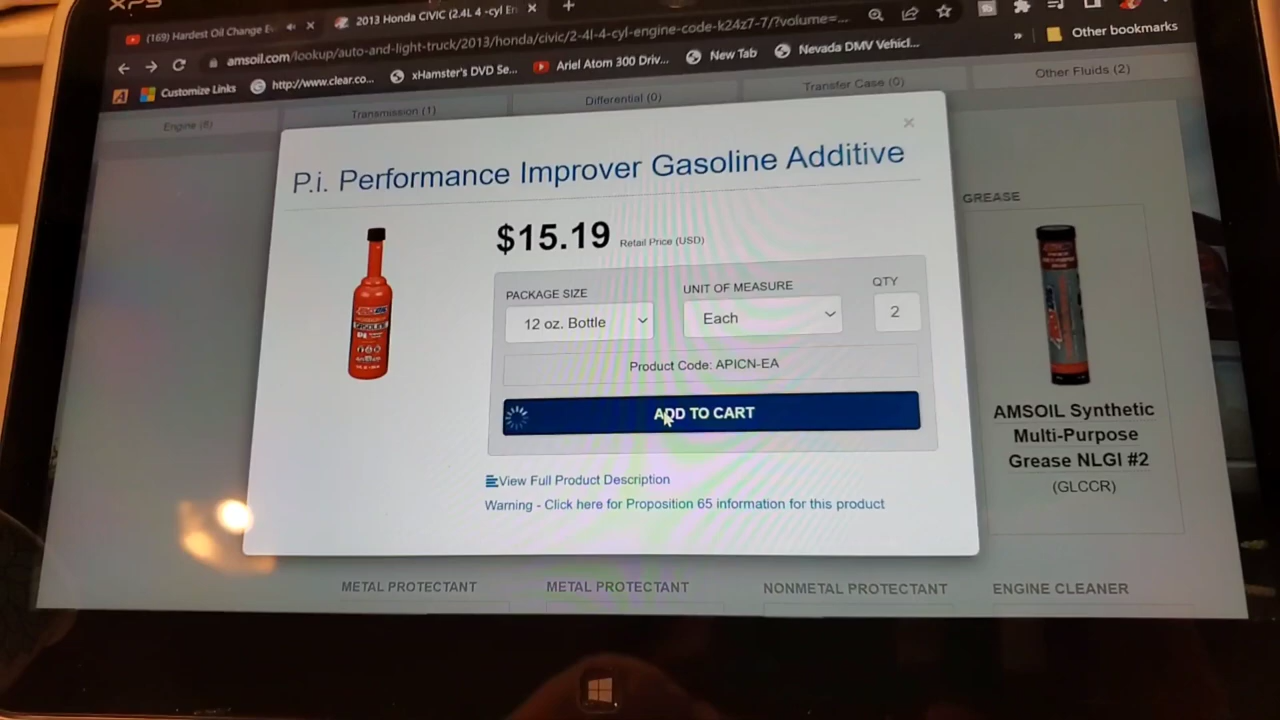 XPS
(169) Hardest Oil Change E
2013 Honda CIVIC (2.4L 4 -cyl En
amsoil.com/lookup/auto-and-light-truck/2013/honda/civic/2-4l-4-cyl-engine-code-k24z7-7/?volume=...
Customize Links
http://www.clear.co...
xHamster's DVD Se...
Ariel Atom 300 Driv...
New Tab
Nevada DMV Vehicl...
»
Other bookmarks
Engine (6)
Transmission (1)
Differential (0)
Transfer Case (0)
Other Fluids (2)
P.i. Performance Improver Gasoline Additive
$15.19 Retail Price (USD)
PACKAGE SIZE
UNIT OF MEASURE
QTY
12 oz. Bottle
Each
2
Product Code: APICN-EA
ADD TO CART
View Full Product Description
Warning - Click here for Proposition 65 information for this product
GREASE
AMSOIL Synthetic
Multi-Purpose
Grease NLGI #2
(GLCCR)
METAL PROTECTANT
METAL PROTECTANT
NONMETAL PROTECTANT
ENGINE CLEANER